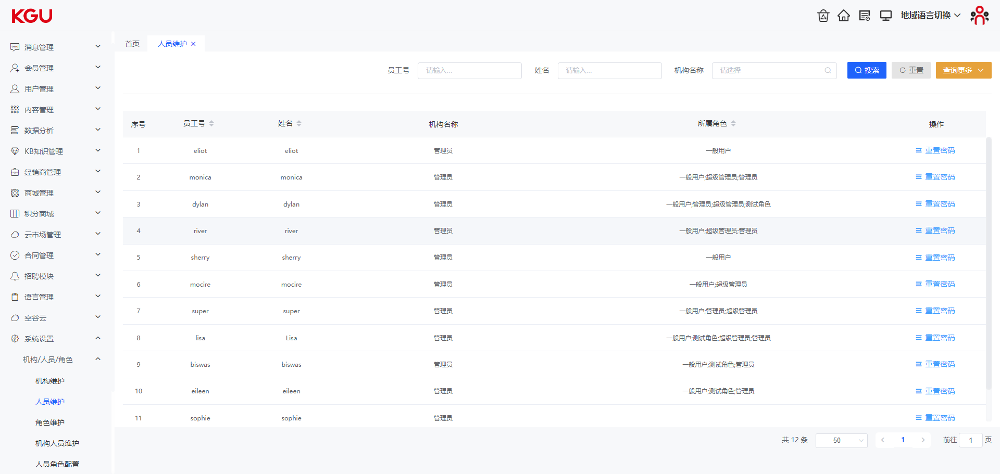 KGU
地域语言切换
消息管理
会员管理
用户管理
内容管理
数据分析
KB知识管理
经销商管理
商城管理
积分商城
云市场管理
合同管理
招聘模块
语言管理
空谷云
系统设置
机构/人员/角色
机构维护
人员维护
角色维护
机构人员维护
人员角色配置
首页 人员维护
员工号 请输入... 姓名 请输入... 机构名称 请选择 搜索 重置 查询更多
序号 员工号 姓名 机构名称 所属角色 操作
1 eliot eliot 管理员 一般用户 重置密码
2 monica monica 管理员 一般用户;超级管理员;管理员 重置密码
3 dylan dylan 管理员 一般用户;管理员;超级管理员;测试角色 重置密码
4 river river 管理员 一般用户;超级管理员;管理员 重置密码
5 sherry sherry 管理员 一般用户 重置密码
6 mocire mocire 管理员 一般用户;超级管理员 重置密码
7 super super 管理员 一般用户;管理员;超级管理员 重置密码
8 lisa Lisa 管理员 一般用户;测试角色;超级管理员;管理员 重置密码
9 biswas biswas 管理员 一般用户;测试角色;管理员 重置密码
10 eileen eileen 管理员 一般用户;测试角色;管理员 重置密码
11 sophie sophie 管理员 重置密码
共 12 条 50 1 前往 1 页